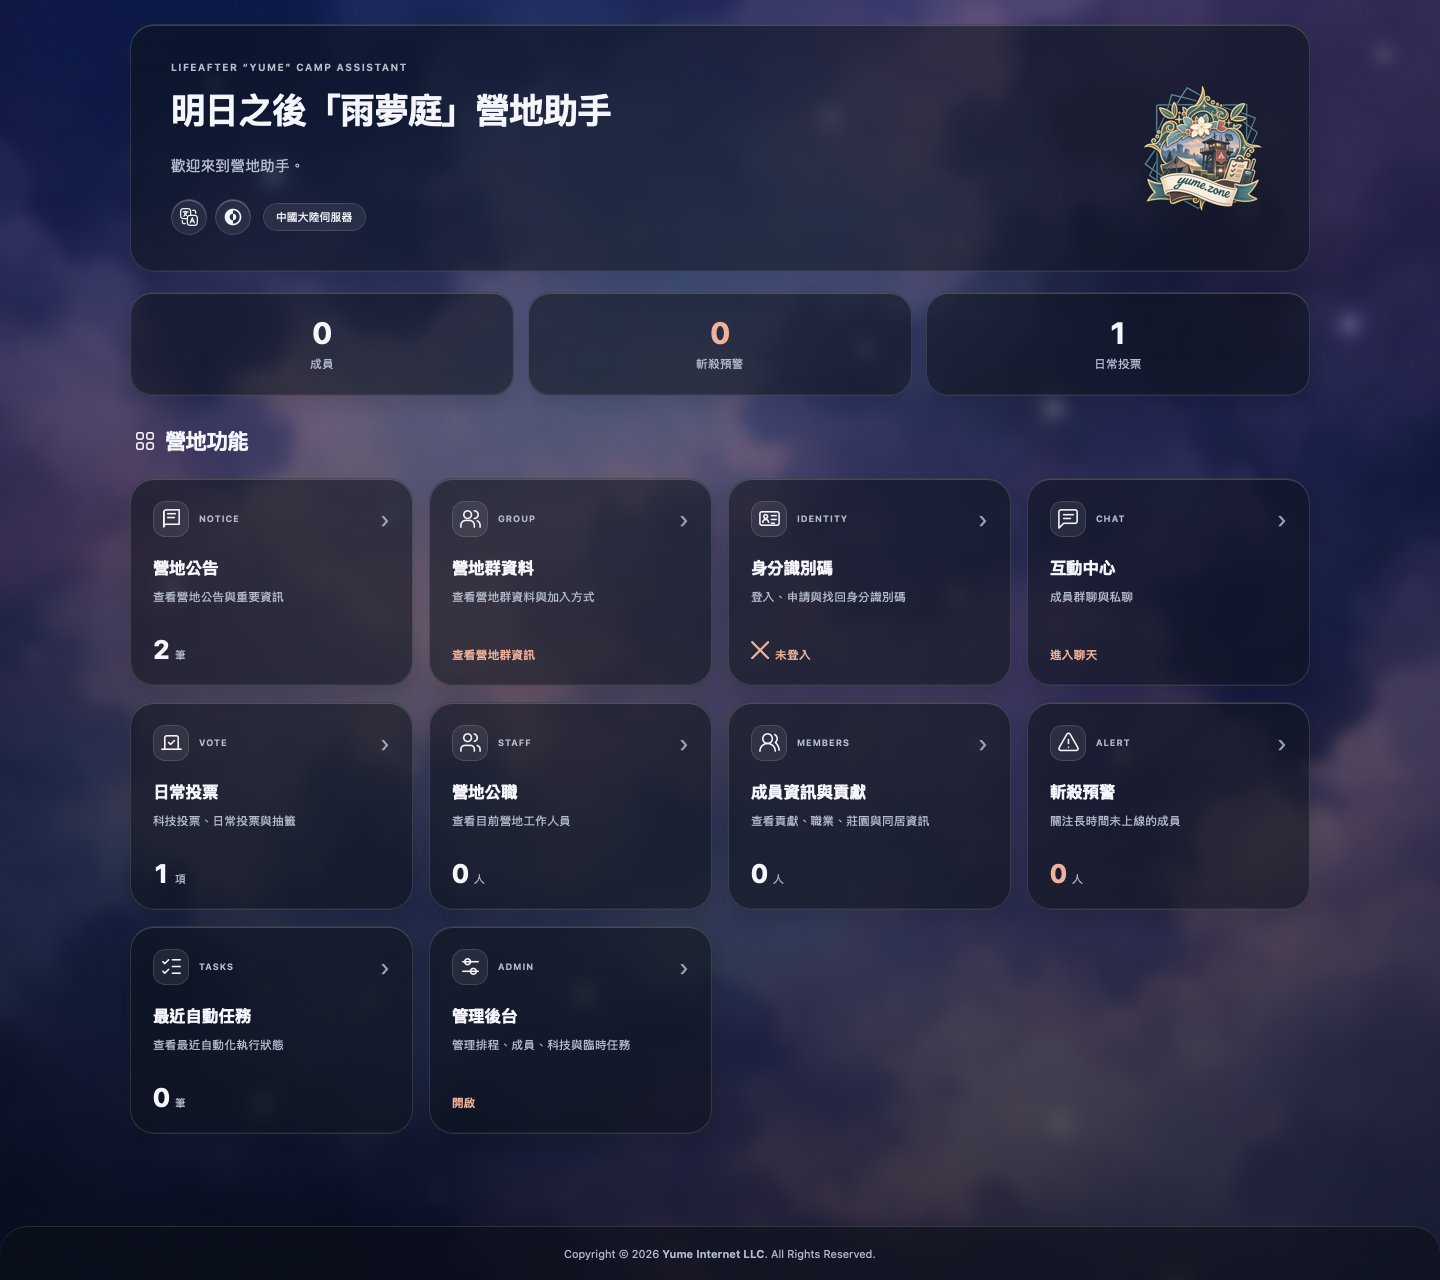 LIFEAFTER “YUME” CAMP ASSISTANT
明日之後「雨夢庭」營地助手
歡迎來到營地助手。
中國大陸伺服器
yume.zone
0
成員
0
斬殺預警
1
日常投票
營地功能
NOTICE
營地公告
查看營地公告與重要資訊
2 筆
GROUP
營地群資料
查看營地群資料與加入方式
查看營地群資訊
IDENTITY
身分識別碼
登入、申請與找回身分識別碼
未登入
CHAT
互動中心
成員群聊與私聊
進入聊天
VOTE
日常投票
科技投票、日常投票與抽籤
1 項
STAFF
營地公職
查看目前營地工作人員
0 人
MEMBERS
成員資訊與貢獻
查看貢獻、職業、莊園與同居資訊
0 人
ALERT
斬殺預警
關注長時間未上線的成員
0 人
TASKS
最近自動任務
查看最近自動化執行狀態
0 筆
ADMIN
管理後台
管理排程、成員、科技與臨時任務
開啟
Copyright © 2026 Yume Internet LLC. All Rights Reserved.